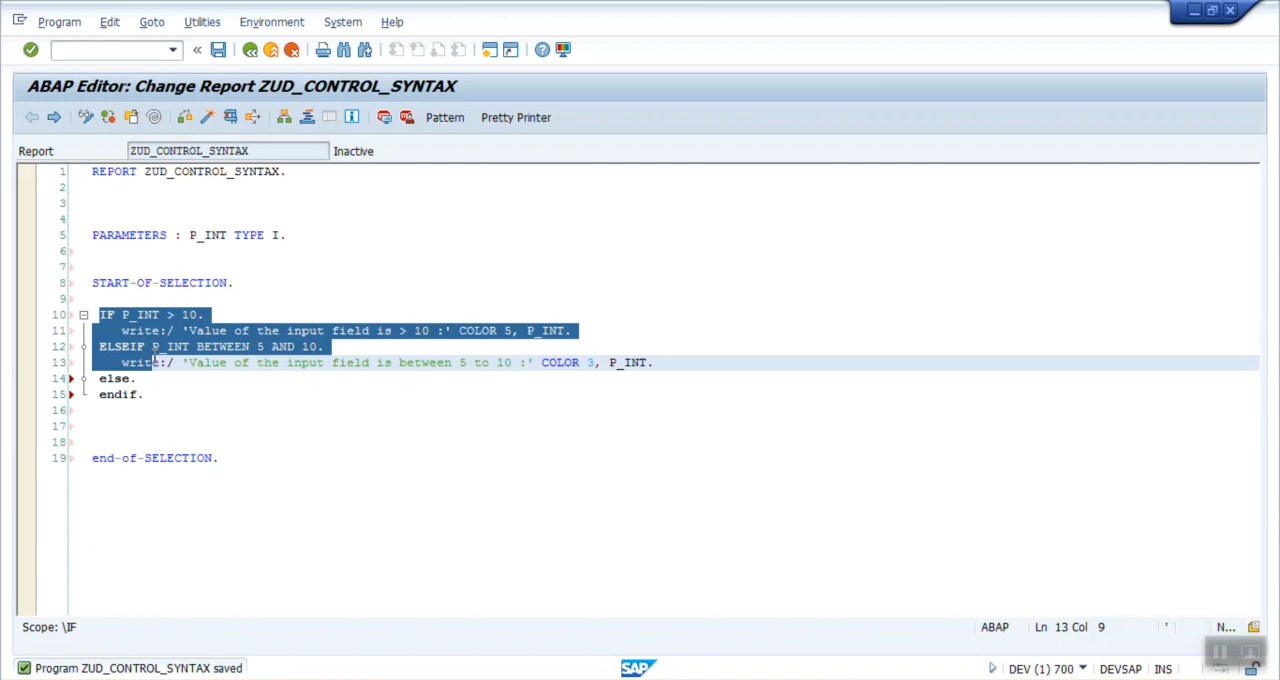 Program Edit Goto Utilities Environment System Help
«
ABAP Editor: Change Report ZUD_CONTROL_SYNTAX
Pattern Pretty Printer
Report ZUD_CONTROL_SYNTAX Inactive
1 REPORT ZUD_CONTROL_SYNTAX.
2
3
4
5 PARAMETERS : P_INT TYPE I.
6
7
8 START-OF-SELECTION.
9
10 IF P_INT > 10.
11 write:/ 'Value of the input field is > 10 :' COLOR 5, P_INT.
12 ELSEIF P_INT BETWEEN 5 AND 10.
13 write:/ 'Value of the input field is between 5 to 10 :' COLOR 3, P_INT.
14 else.
15 endif.
16
17
18
19 end-of-SELECTION.
Scope: \IF ABAP Ln 13 Col 9 ' N...
Program ZUD_CONTROL_SYNTAX saved SAP DEV (1) 700 DEVSAP INS